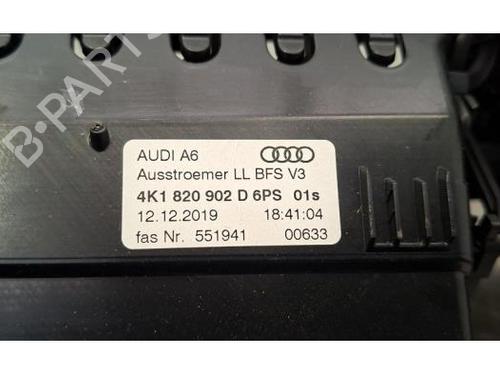 B-PARTS
AUDI A6
Ausstroemer LL BFS V3
4K1 820 902 D 6PS 01s
12.12.2019 18:41:04
fas Nr. 551941 00633